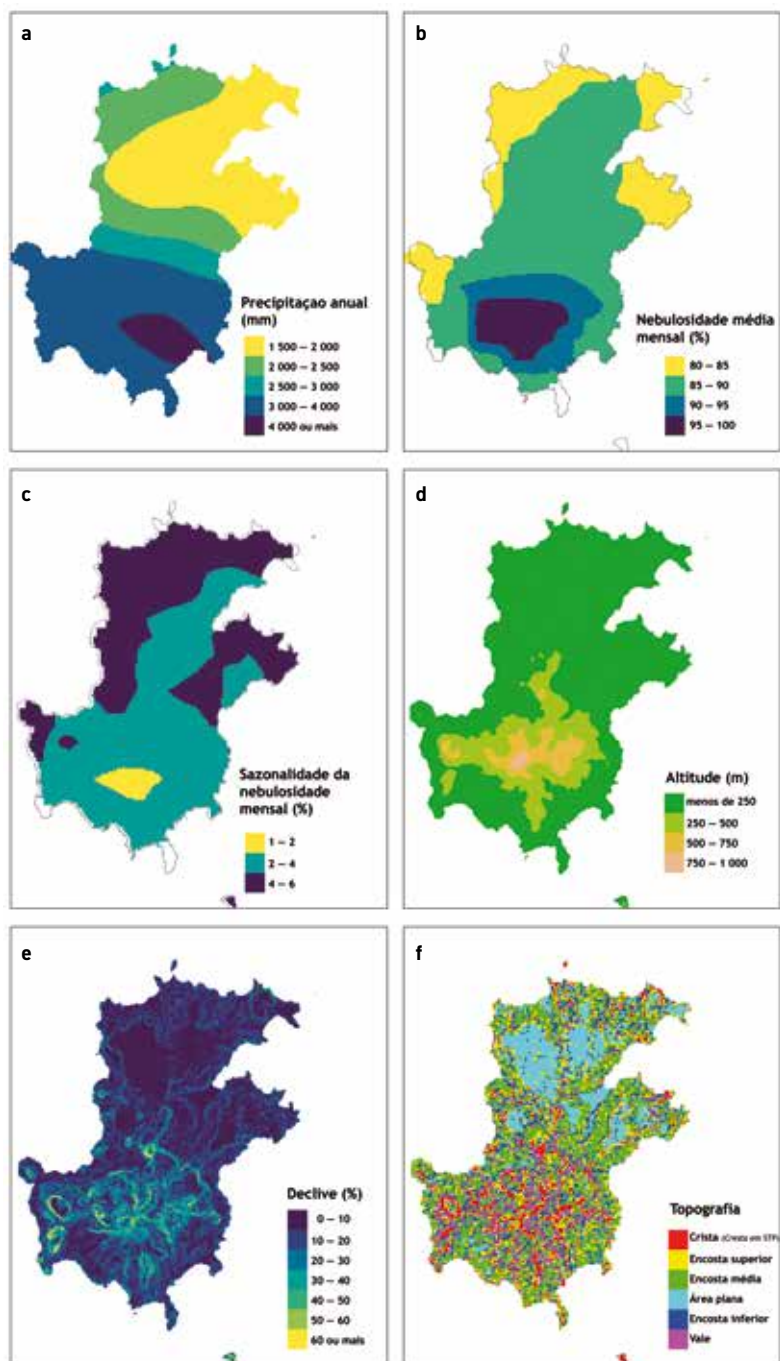 a
Precipitaçao anual
(mm)
1 500 – 2 000
2 000 – 2 500
2 500 – 3 000
3 000 – 4 000
4 000 ou mais
b
Nebulosidade média
mensal (%)
80 – 85
85 – 90
90 – 95
95 – 100
c
Sazonalidade da
nebulosidade
mensal (%)
1 – 2
2 – 4
4 – 6
d
Altitude (m)
menos de 250
250 – 500
500 – 750
750 – 1 000
e
Declive (%)
0 – 10
10 – 20
20 – 30
30 – 40
40 – 50
50 – 60
60 ou mais
f
Topografia
Crista (Cresta em STP)
Encosta superior
Encosta média
Área plana
Encosta inferior
Vale